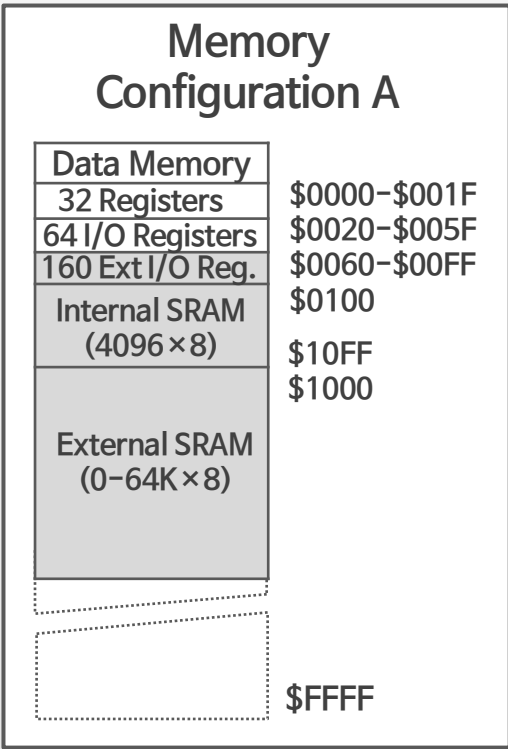 Memory
Configuration A
Data Memory
32 Registers $0000-$001F
64 I/O Registers $0020-$005F
160 Ext I/O Reg. $0060-$00FF
Internal SRAM $0100
(4096×8) $10FF
$1000
External SRAM
(0-64K×8)
$FFFF